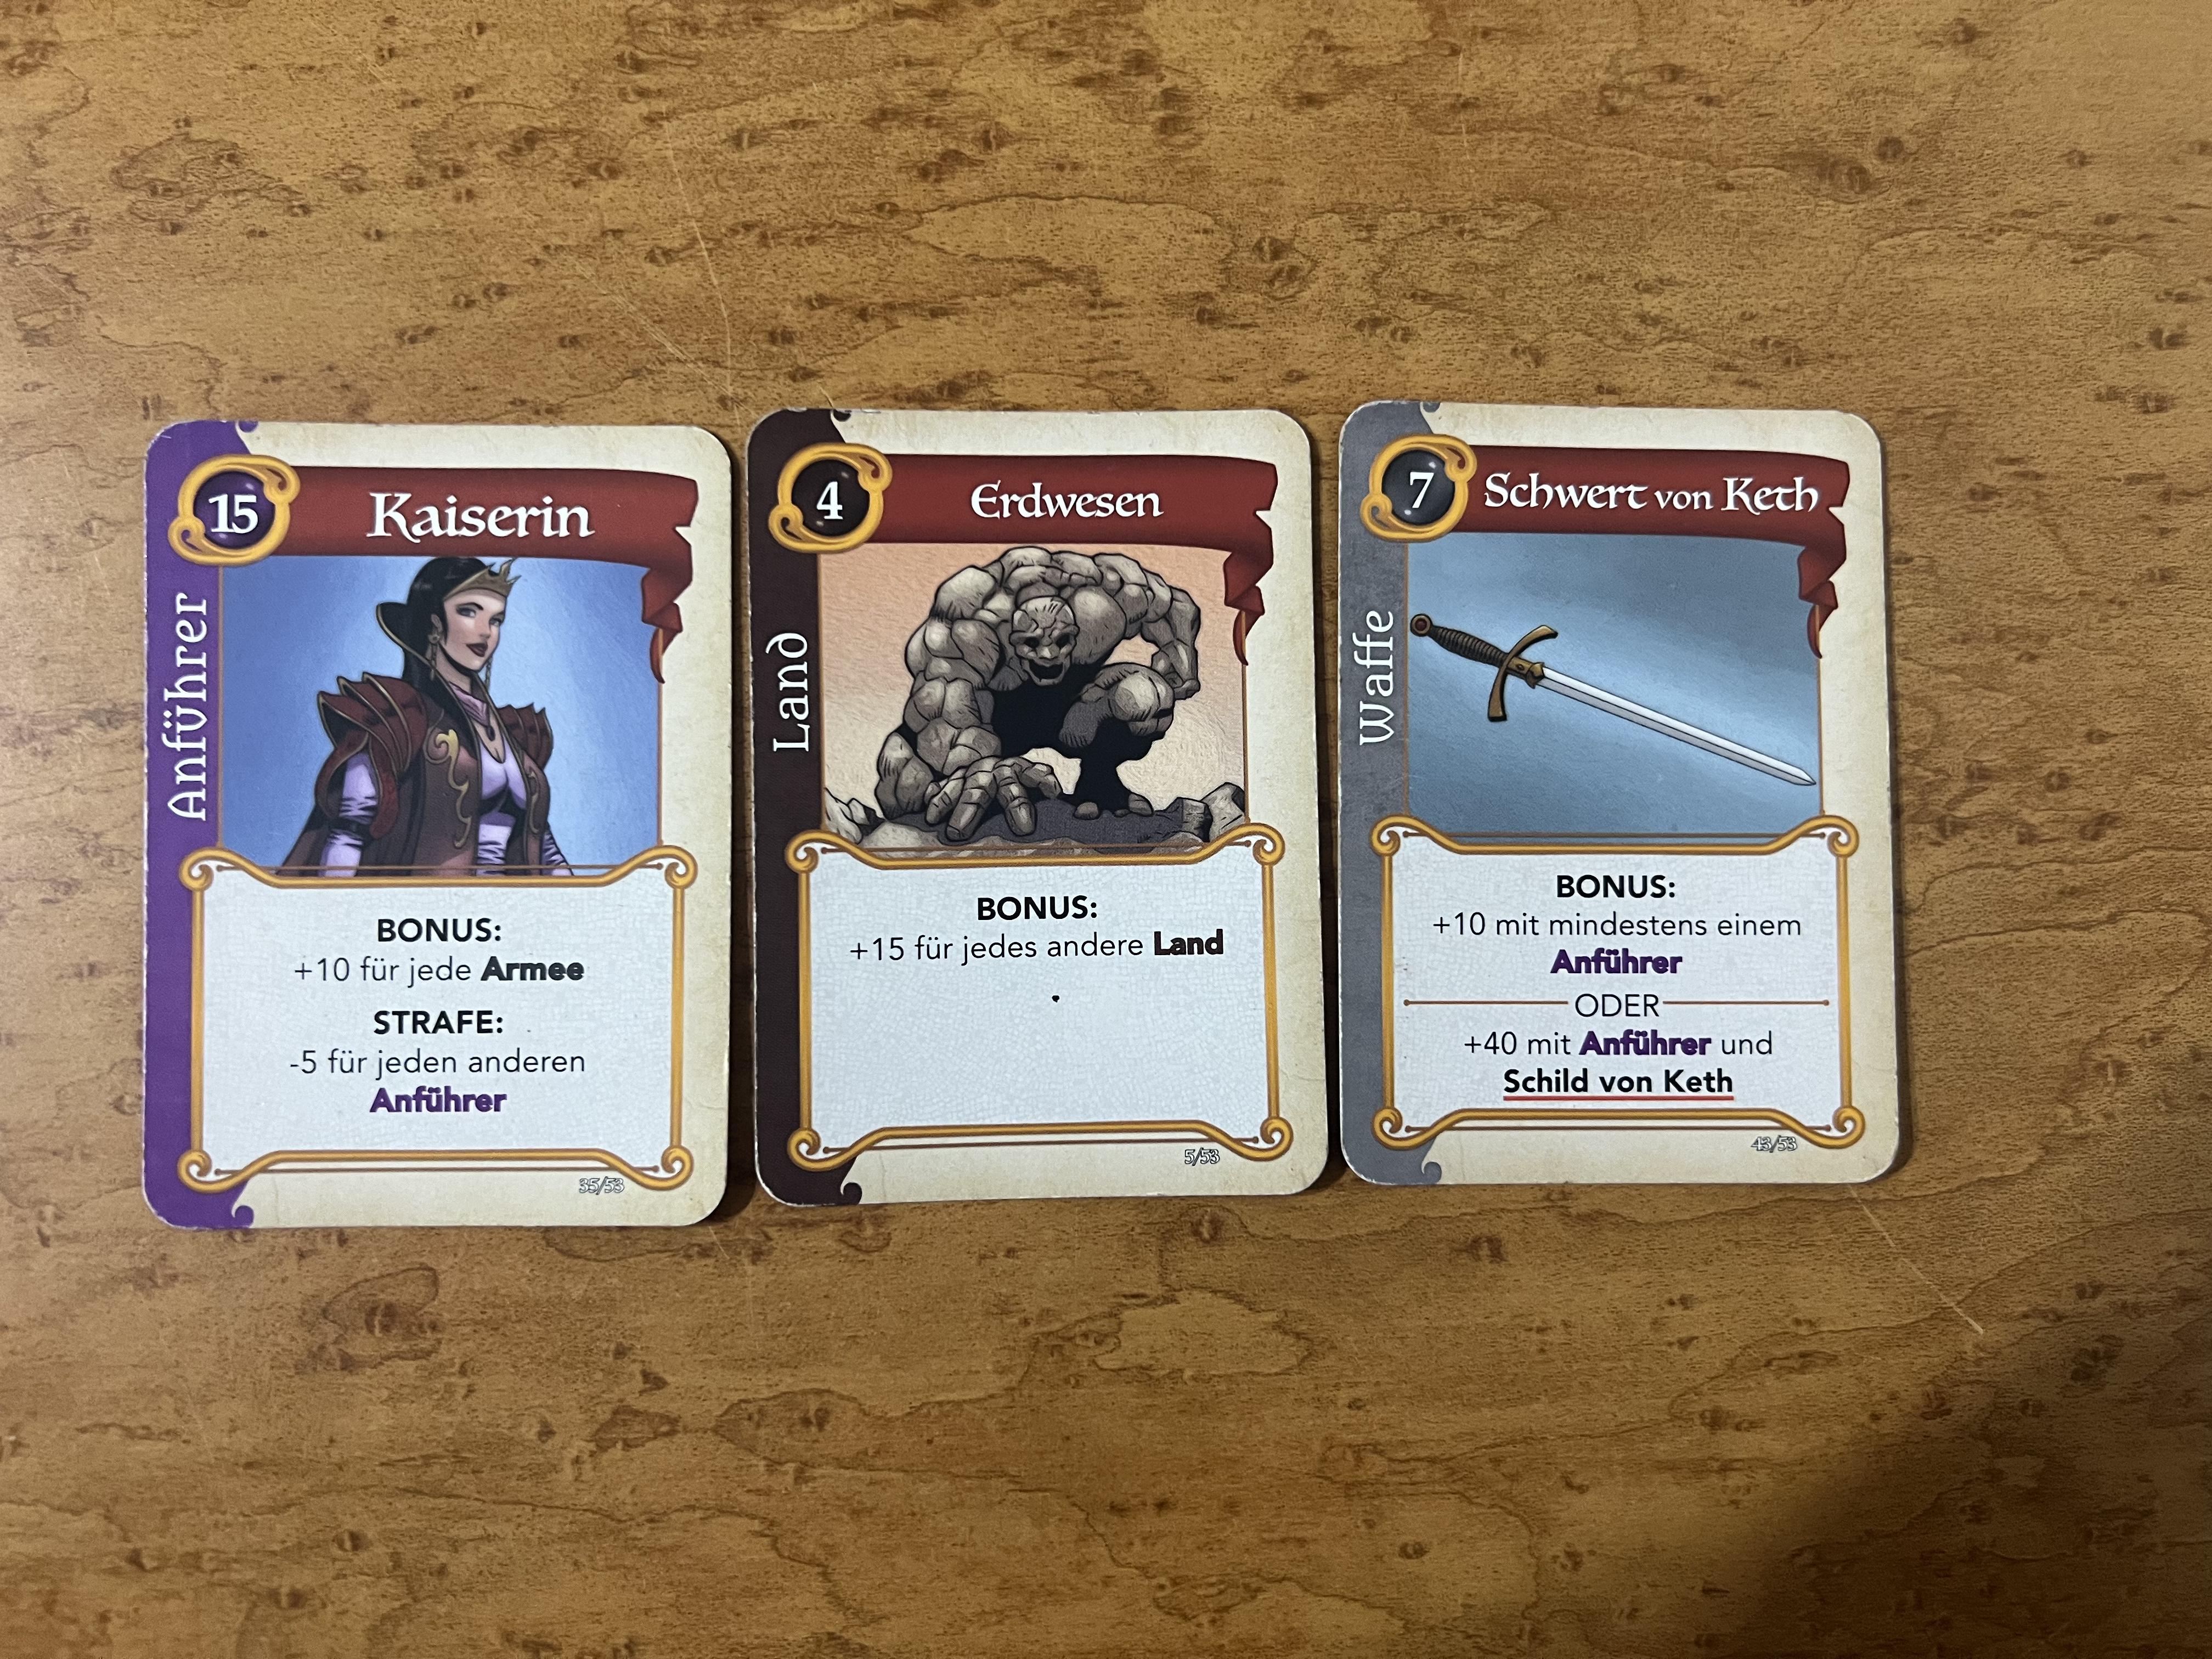 15
Kaiserin
Anführer
BONUS:
+10 für jede Armee
STRAFE:
-5 für jeden anderen
Anführer
35/53
4
Erdwesen
Land
BONUS:
+15 für jedes andere Land
5/53
7
Schwert von Keth
Waffe
BONUS:
+10 mit mindestens einem
Anführer
ODER
+40 mit Anführer und
Schild von Keth
43/53